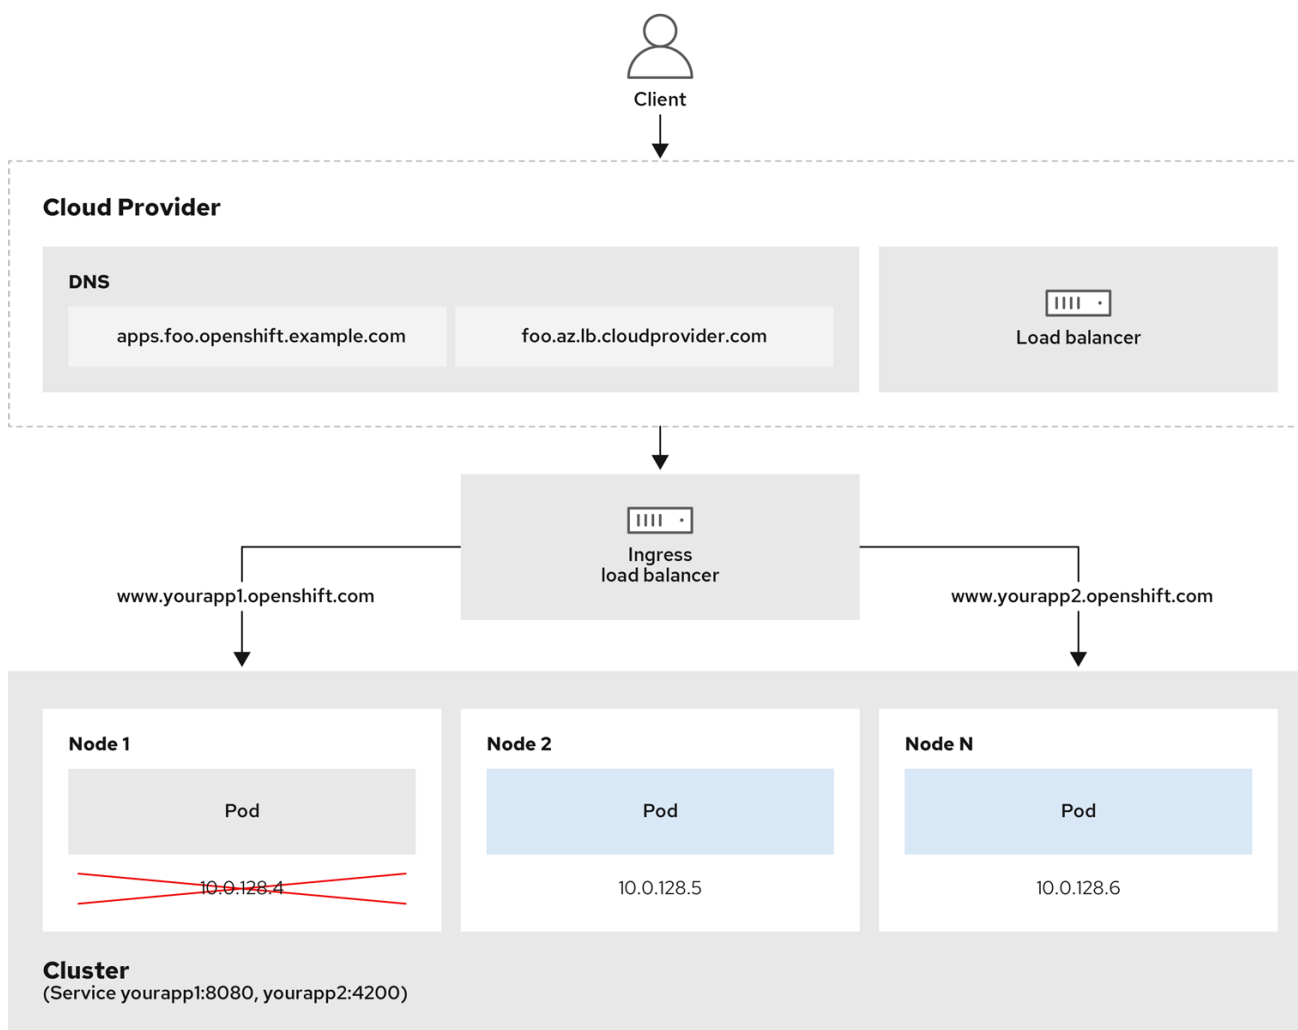 Client
Cloud Provider
DNS
apps.foo.openshift.example.com
foo.az.lb.cloudprovider.com
Load balancer
Ingress
load balancer
www.yourapp1.openshift.com
www.yourapp2.openshift.com
Node 1
Pod
10.0.128.4
Node 2
Pod
10.0.128.5
Node N
Pod
10.0.128.6
Cluster
(Service yourapp1:8080, yourapp2:4200)